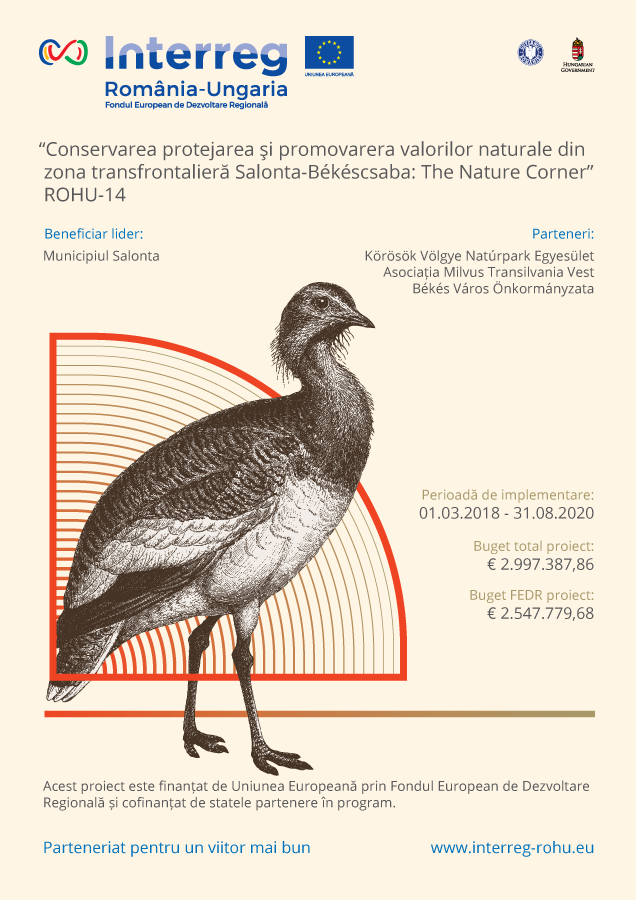 Interreg
România-Ungaria
Fondul European de Dezvoltare Regională
UNIUNEA EUROPEANĂ
HUNGARIAN
GOVERNMENT
“Conservarea protejarea şi promovarera valorilor naturale din
zona transfrontalieră Salonta-Békéscsaba: The Nature Corner”
ROHU-14
Beneficiar lider:
Municipiul Salonta
Parteneri:
Körösök Völgye Natúrpark Egyesület
Asociația Milvus Transilvania Vest
Békés Város Önkormányzata
Perioadă de implementare:
01.03.2018 - 31.08.2020
Buget total proiect:
€ 2.997.387,86
Buget FEDR proiect:
€ 2.547.779,68
Acest proiect este finanțat de Uniunea Europeană prin Fondul European de Dezvoltare
Regională și cofinanțat de statele partenere în program.
Parteneriat pentru un viitor mai bun
www.interreg-rohu.eu